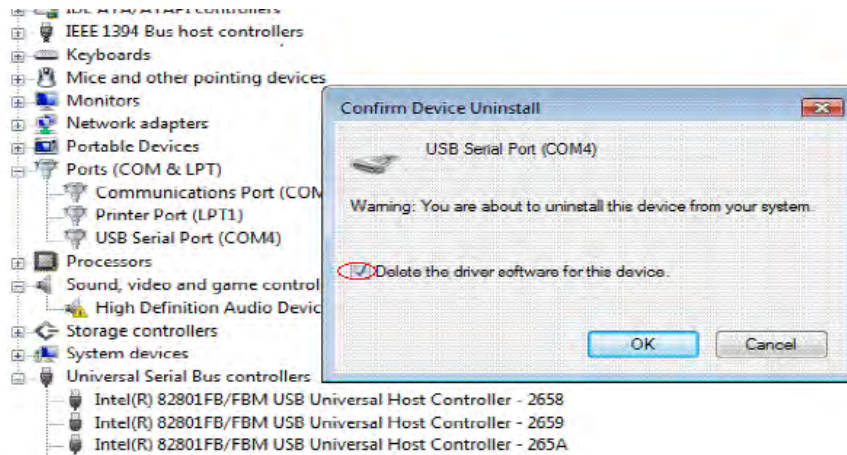 IDE ATA/ATAPI controllers
IEEE 1394 Bus host controllers
Keyboards
Mice and other pointing devices
Monitors
Network adapters
Portable Devices
Ports (COM & LPT)
Communications Port (COM
Printer Port (LPT1)
USB Serial Port (COM4)
Processors
Sound, video and game control
High Definition Audio Devic
Storage controllers
System devices
Universal Serial Bus controllers
Intel(R) 82801FB/FBM USB Universal Host Controller - 2658
Intel(R) 82801FB/FBM USB Universal Host Controller - 2659
Intel(R) 82801FB/FBM USB Universal Host Controller - 265A
Confirm Device Uninstall
USB Serial Port (COM4)
Warning: You are about to uninstall this device from your system.
Delete the driver software for this device.
OK
Cancel